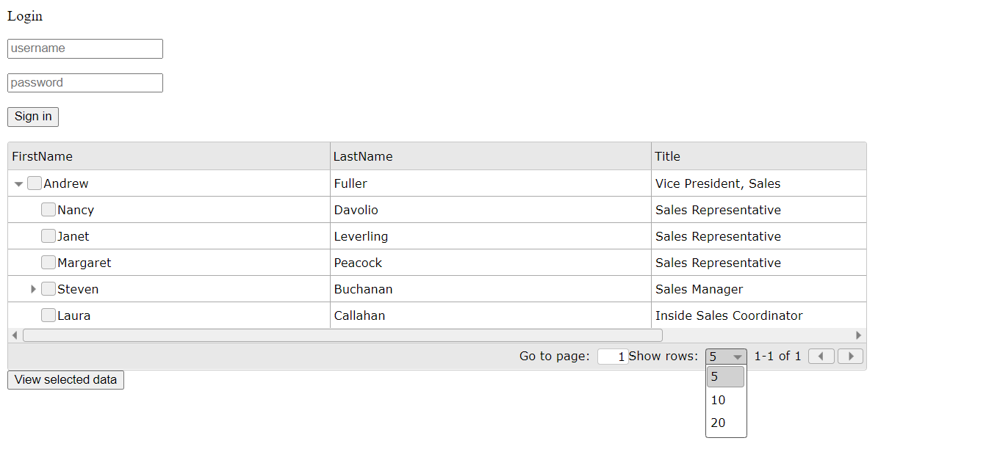 Login
username
password
Sign in
FirstName LastName Title
Andrew Fuller Vice President, Sales
Nancy Davolio Sales Representative
Janet Leverling Sales Representative
Margaret Peacock Sales Representative
Steven Buchanan Sales Manager
Laura Callahan Inside Sales Coordinator
Go to page: 1 Show rows: 5 1-1 of 1
View selected data
5
10
20